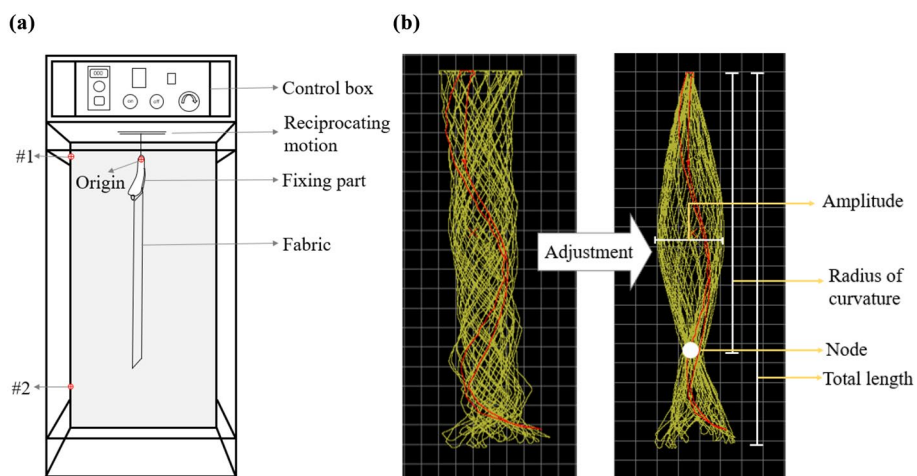 (a)
000
on
off
Control box
Reciprocating
motion
#1
Origin
Fixing part
Fabric
#2
(b)
Adjustment
Amplitude
Radius of
curvature
Node
Total length